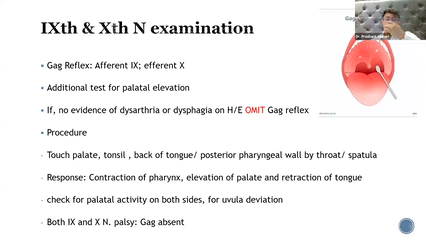 IXth & Xth N examination
Gag Reflex: Afferent IX; efferent X
Additional test for palatal elevation
If, no evidence of dysarthria or dysphagia on H/E OMIT Gag reflex
Procedure
Touch palate, tonsil , back of tongue/ posterior pharyngeal wall by throat/ spatula
Response: Contraction of pharynx, elevation of palate and retraction of tongue
check for palatal activity on both sides, for uvula deviation
Both IX and X N. palsy: Gag absent
Gag
Dr. Prashant